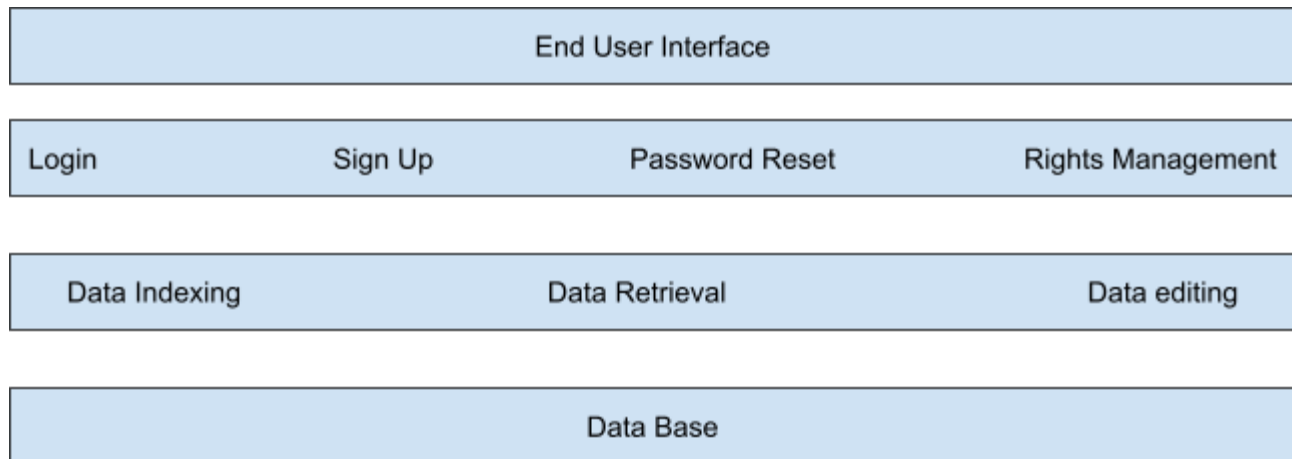 End User Interface
Login Sign Up Password Reset Rights Management
Data Indexing Data Retrieval Data editing
Data Base